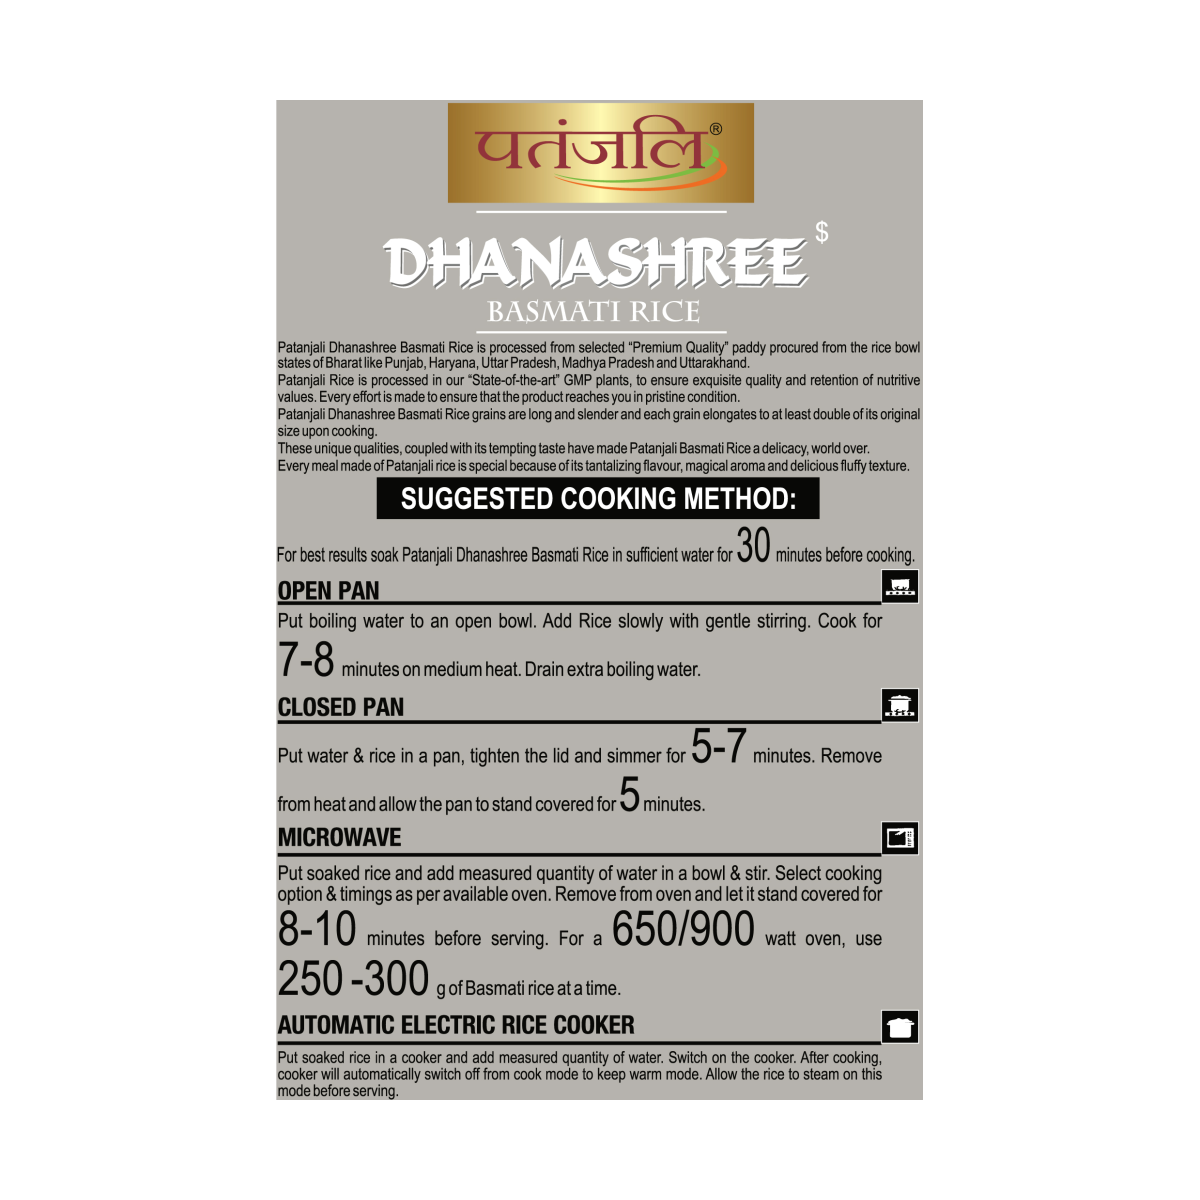 पतंजलि®
DHANASHREE $
BASMATI RICE
Patanjali Dhanashree Basmati Rice is processed from selected “Premium Quality” paddy procured from the rice bowl
states of Bharat like Punjab, Haryana, Uttar Pradesh, Madhya Pradesh and Uttarakhand.
Patanjali Rice is processed in our “State-of-the-art” GMP plants, to ensure exquisite quality and retention of nutritive
values. Every effort is made to ensure that the product reaches you in pristine condition.
Patanjali Dhanashree Basmati Rice grains are long and slender and each grain elongates to at least double of its original
size upon cooking.
These unique qualities, coupled with its tempting taste have made Patanjali Basmati Rice a delicacy, world over.
Every meal made of Patanjali rice is special because of its tantalizing flavour, magical aroma and delicious fluffy texture.
SUGGESTED COOKING METHOD:
For best results soak Patanjali Dhanashree Basmati Rice in sufficient water for 30 minutes before cooking.
OPEN PAN
Put boiling water to an open bowl. Add Rice slowly with gentle stirring. Cook for
7-8 minutes on medium heat. Drain extra boiling water.
CLOSED PAN
Put water & rice in a pan, tighten the lid and simmer for 5-7 minutes. Remove
from heat and allow the pan to stand covered for 5 minutes.
MICROWAVE
Put soaked rice and add measured quantity of water in a bowl & stir. Select cooking
option & timings as per available oven. Remove from oven and let it stand covered for
8-10 minutes before serving. For a 650/900 watt oven, use
250 -300 g of Basmati rice at a time.
AUTOMATIC ELECTRIC RICE COOKER
Put soaked rice in a cooker and add measured quantity of water. Switch on the cooker. After cooking,
cooker will automatically switch off from cook mode to keep warm mode. Allow the rice to steam on this
mode before serving.